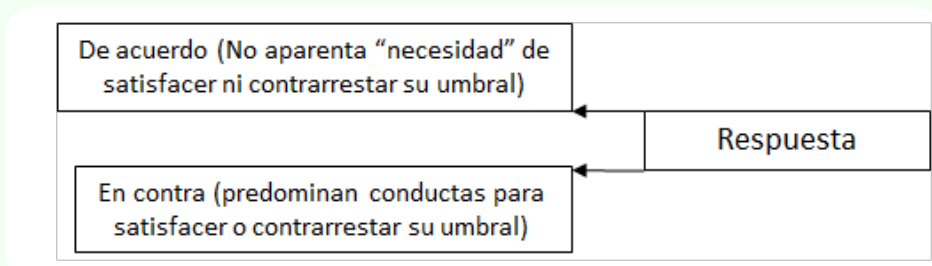 De acuerdo (No aparenta “necesidad” de
satisfacer ni contrarrestar su umbral)
Respuesta
En contra (predominan conductas para
satisfacer o contrarrestar su umbral)